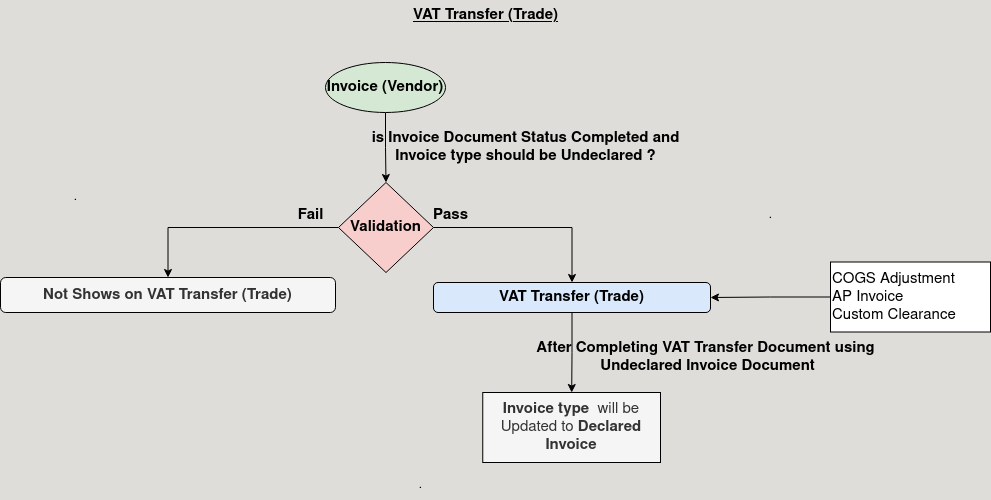 VAT Transfer (Trade)
Invoice (Vendor)
is Invoice Document Status Completed and
Invoice type should be Undeclared ?
Fail
Pass
Validation
Not Shows on VAT Transfer (Trade)
VAT Transfer (Trade)
COGS Adjustment
AP Invoice
Custom Clearance
After Completing VAT Transfer Document using
Undeclared Invoice Document
Invoice type will be
Updated to Declared
Invoice